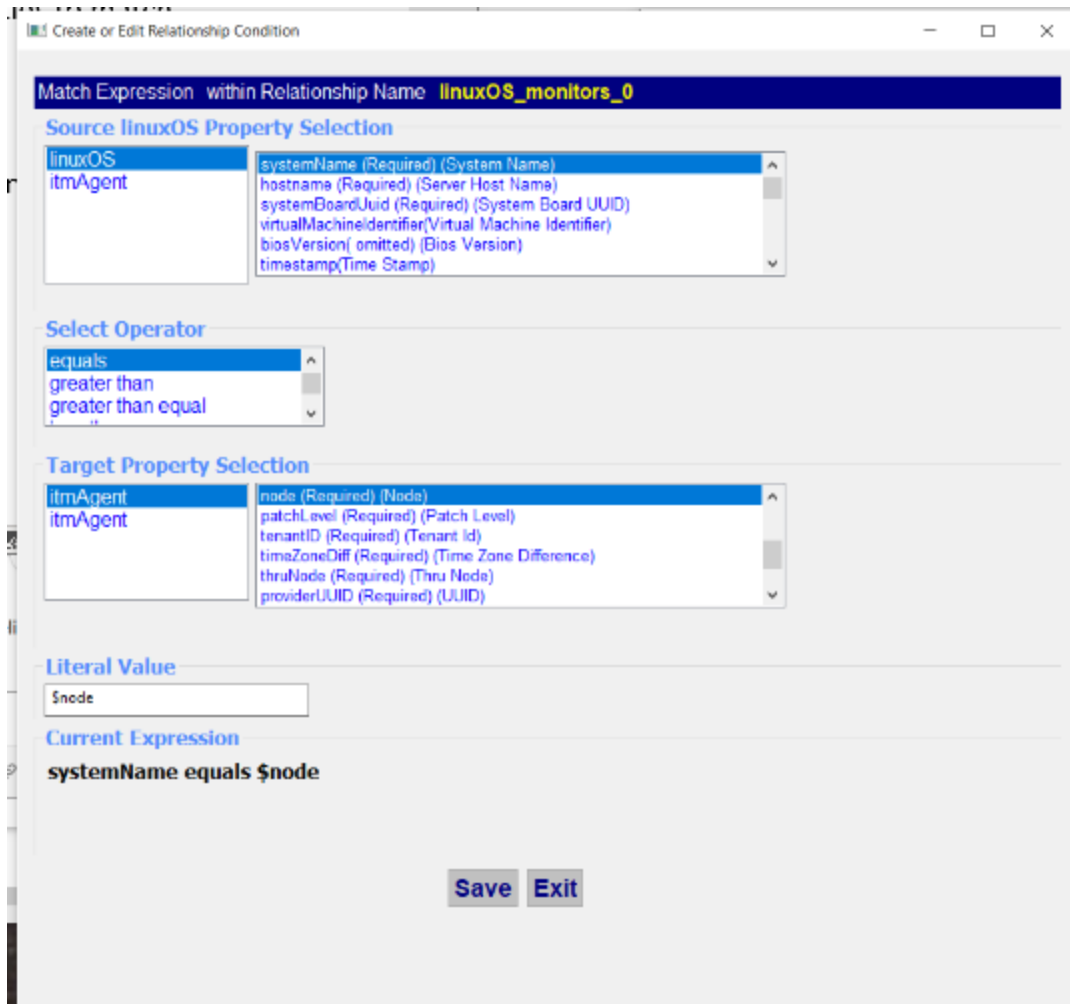 Create or Edit Relationship Condition
Match Expression within Relationship Name linuxOS_monitors_0
Source linuxOS Property Selection
linuxOS
itmAgent
systemName (Required) (System Name)
hostname (Required) (Server Host Name)
systemBoardUuid (Required) (System Board UUID)
virtualMachineIdentifier(Virtual Machine Identifier)
biosVersion( omitted) (Bios Version)
timestamp(Time Stamp)
Select Operator
equals
greater than
greater than equal
Target Property Selection
itmAgent
itmAgent
node (Required) (Node)
patchLevel (Required) (Patch Level)
tenantID (Required) (Tenant Id)
timeZoneDiff (Required) (Time Zone Difference)
thruNode (Required) (Thru Node)
providerUUID (Required) (UUID)
Literal Value
$node
Current Expression
systemName equals $node
Save Exit